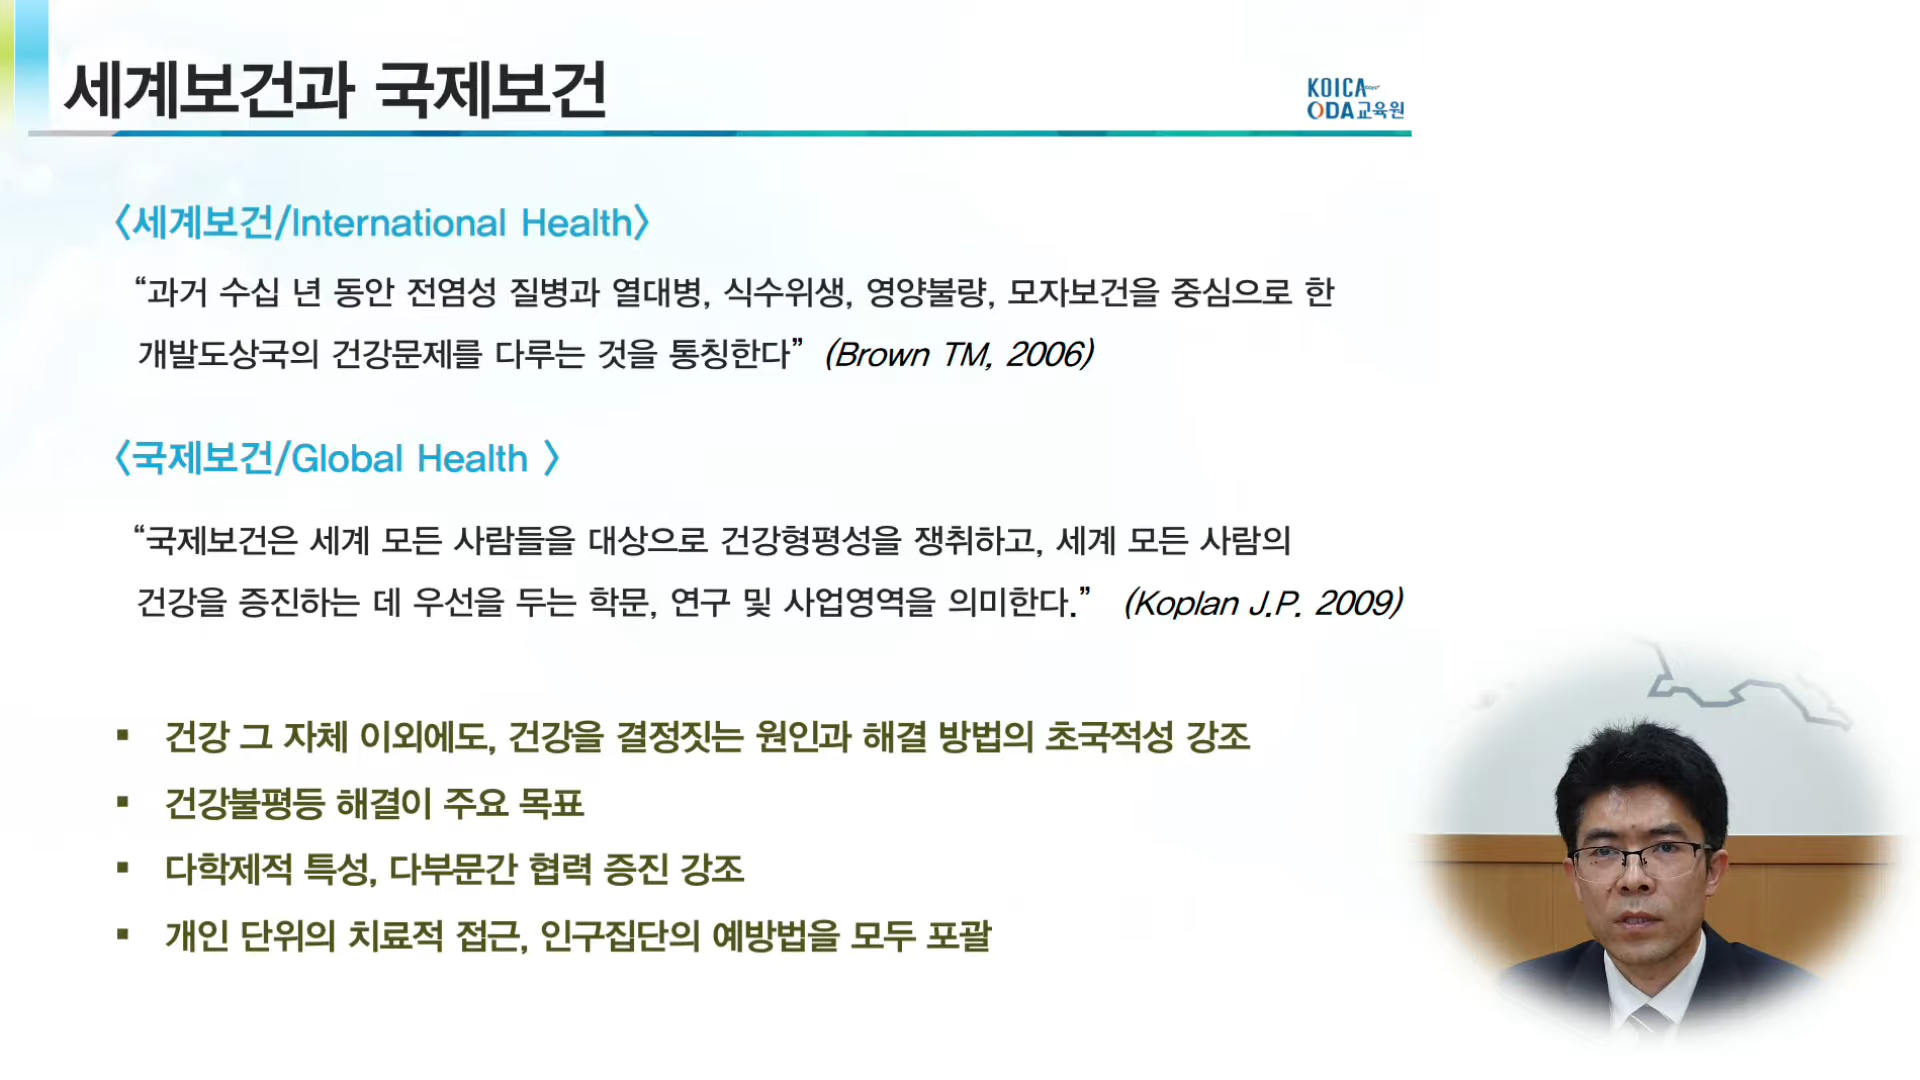 세계보건과 국제보건
KOICA
ODA교육원
〈세계보건/International Health〉
“과거 수십 년 동안 전염성 질병과 열대병, 식수위생, 영양불량, 모자보건을 중심으로 한
개발도상국의 건강문제를 다루는 것을 통칭한다” (Brown TM, 2006)
〈국제보건/Global Health 〉
“국제보건은 세계 모든 사람들을 대상으로 건강형평성을 쟁취하고, 세계 모든 사람의
건강을 증진하는 데 우선을 두는 학문, 연구 및 사업영역을 의미한다.” (Koplan J.P. 2009)
▪ 건강 그 자체 이외에도, 건강을 결정짓는 원인과 해결 방법의 초국적성 강조
▪ 건강불평등 해결이 주요 목표
▪ 다학제적 특성, 다부문간 협력 증진 강조
▪ 개인 단위의 치료적 접근, 인구집단의 예방법을 모두 포괄